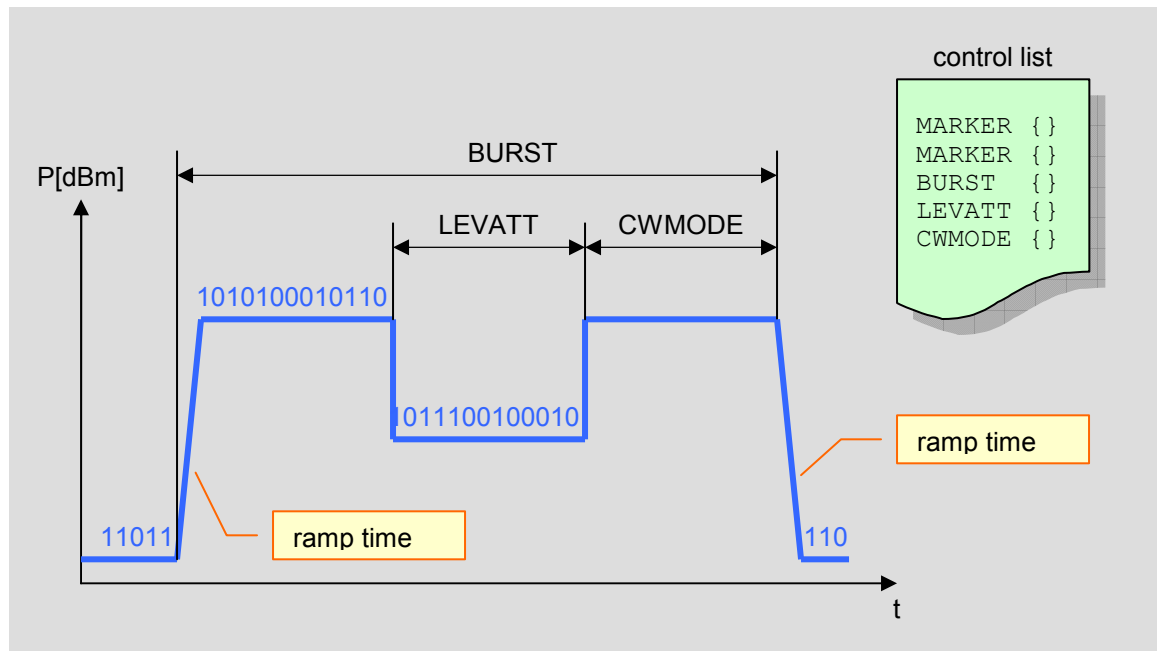 control list
MARKER {}
MARKER {}
BURST {}
LEVATT {}
CWMODE {}
BURST
P[dBm]
LEVATT
CWMODE
1010100010110
1011100100010
ramp time
11011
ramp time
110
t